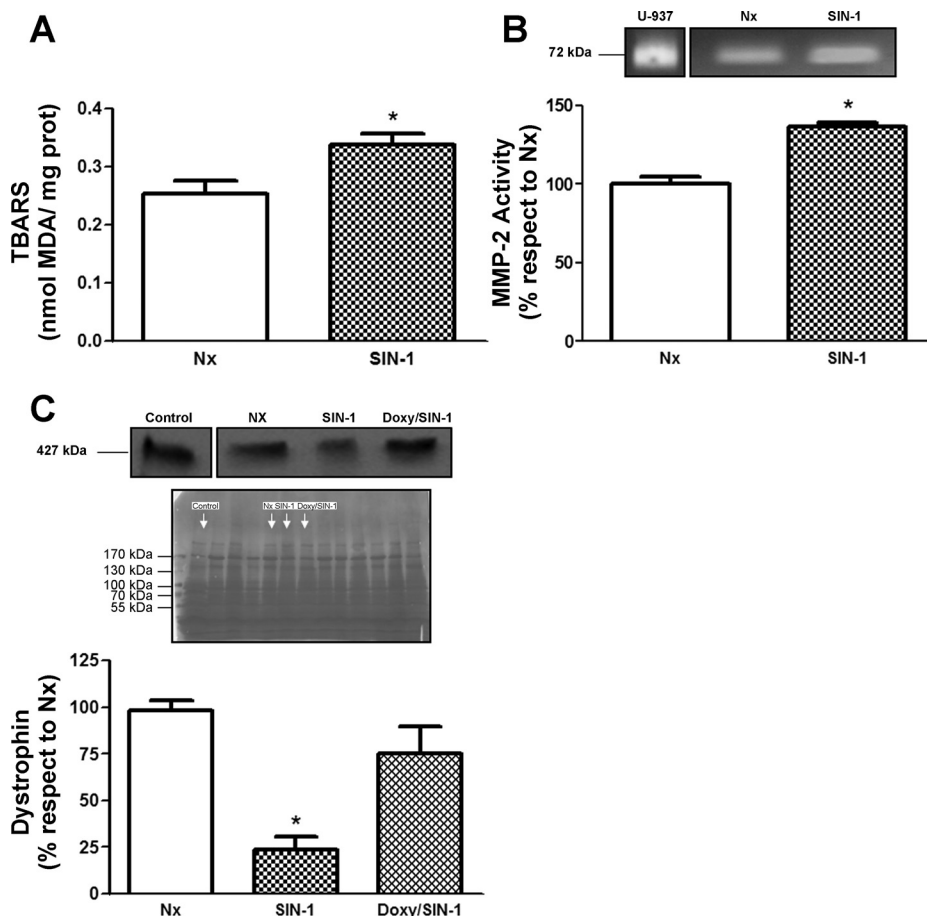 A
TBARS
(nmol MDA/ mg prot)
0.4
0.3
0.2
0.1
0.0
*
Nx SIN-1
B
U-937 Nx SIN-1
72 kDa
MMP-2 Activity
(% respect to Nx)
150
100
50
0
*
Nx SIN-1
C
Control NX SIN-1 Doxy/SIN-1
427 kDa
Control Nx SIN-1 Doxy/SIN-1
170 kDa
130 kDa
100 kDa
70 kDa
55 kDa
Dystrophin
(% respect to Nx)
125
100
75
50
25
0
*
Nx SIN-1 Doxy/SIN-1